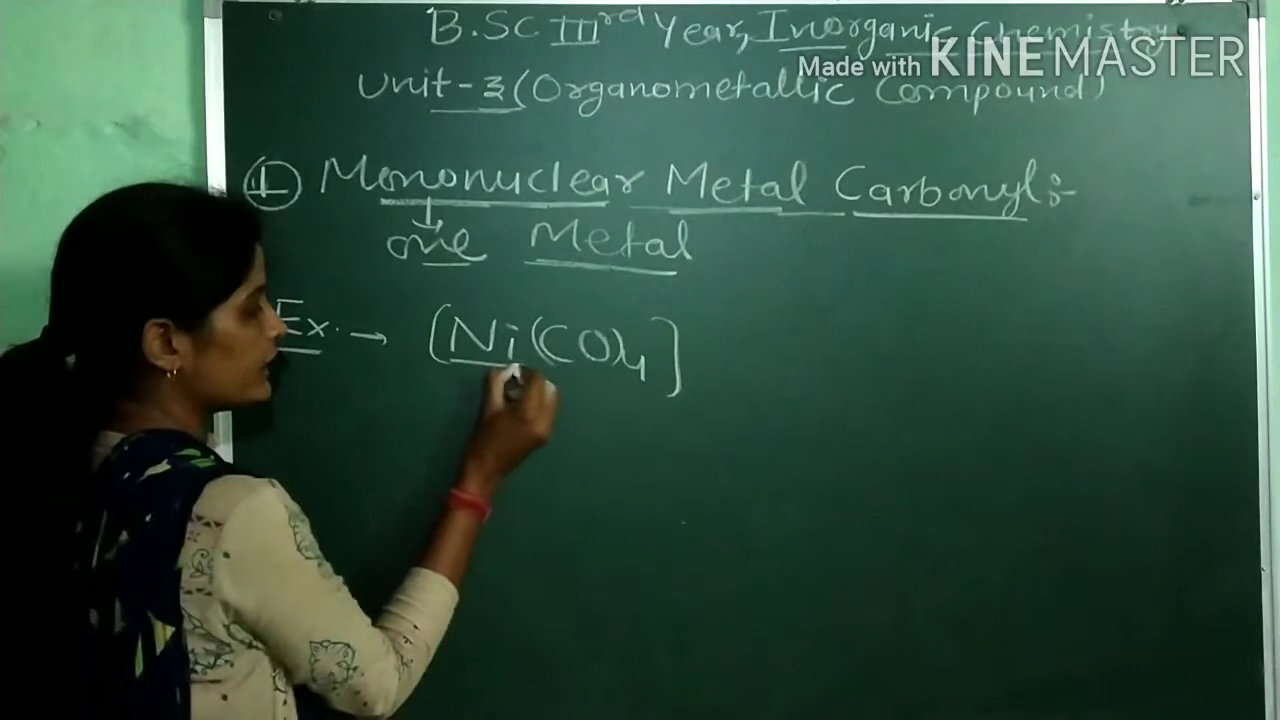 B.Sc IIIrd Year, Inorganic Chemistry
Made with KINEMASTER
Unit-3 (Organometallic Compound)
1 Mononuclear Metal Carbonyl:-
one Metal
Ex. → [Ni(CO)4]